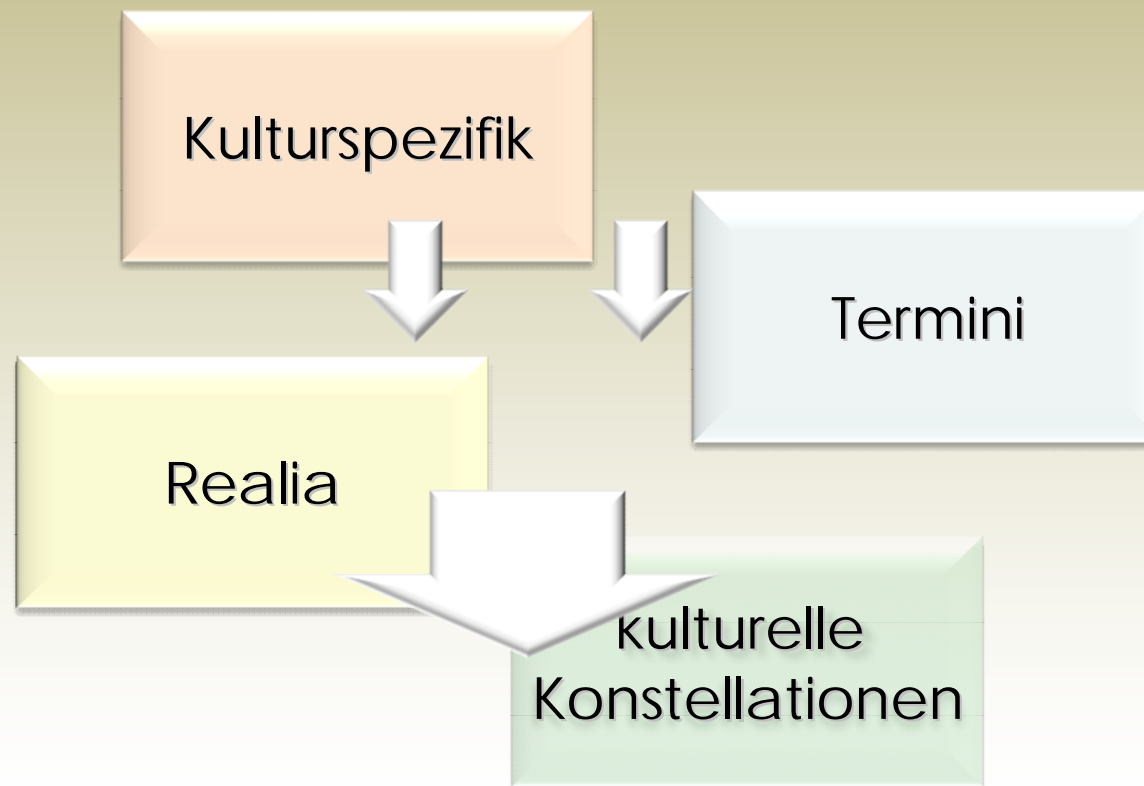 Kulturspezifik
Termini
Realia
kulturelle
Konstellationen